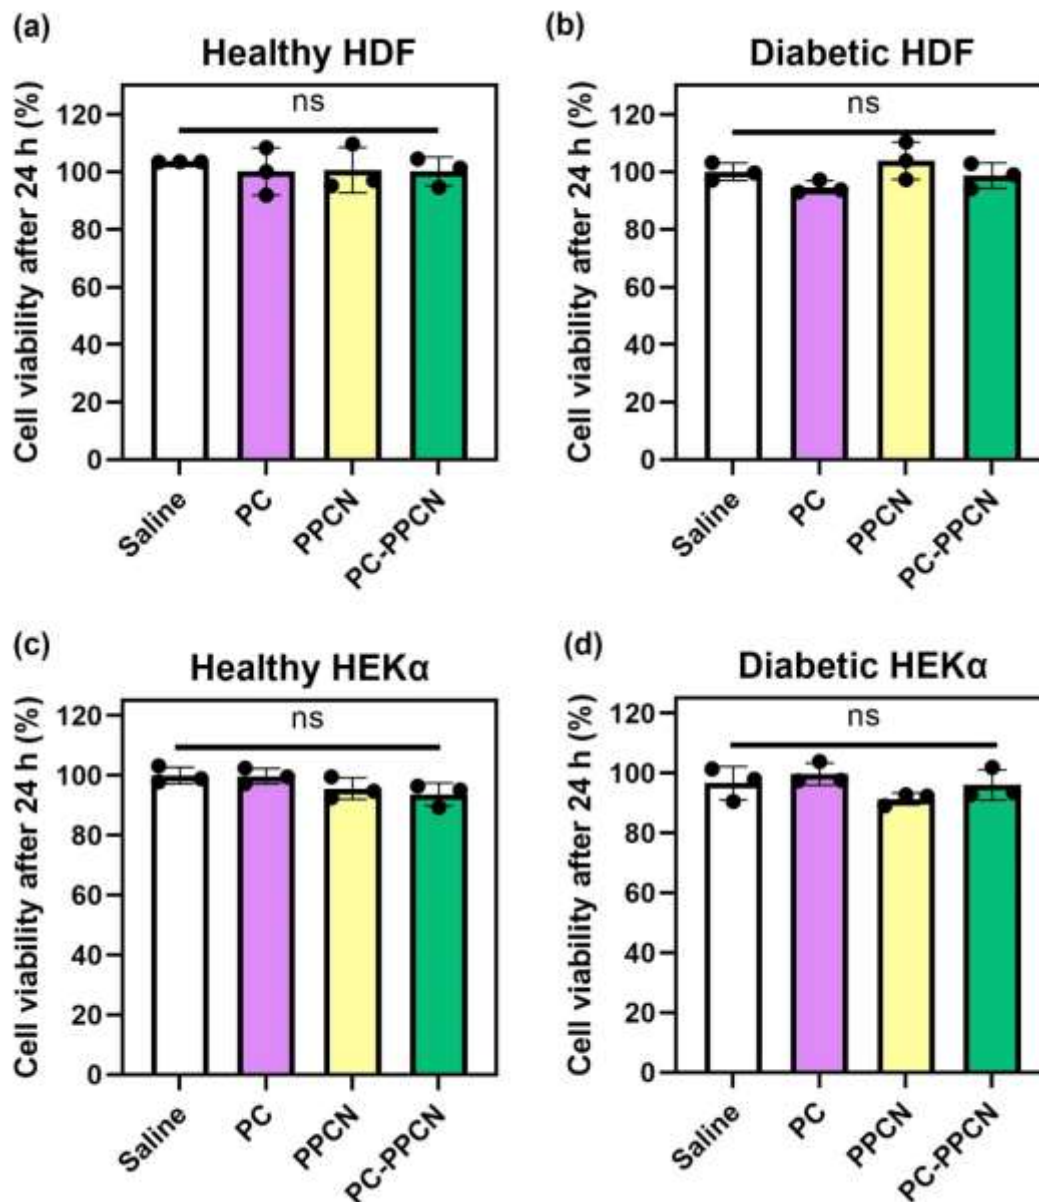 (a)
Healthy HDF
Cell viability after 24 h (%)
120
100
80
60
40
20
0
ns
Saline
PC
PPCN
PC-PPCN
(b)
Diabetic HDF
Cell viability after 24 h (%)
120
100
80
60
40
20
0
ns
Saline
PC
PPCN
PC-PPCN
(c)
Healthy HEKα
Cell viability after 24 h (%)
120
100
80
60
40
20
0
ns
Saline
PC
PPCN
PC-PPCN
(d)
Diabetic HEKα
Cell viability after 24 h (%)
120
100
80
60
40
20
0
ns
Saline
PC
PPCN
PC-PPCN